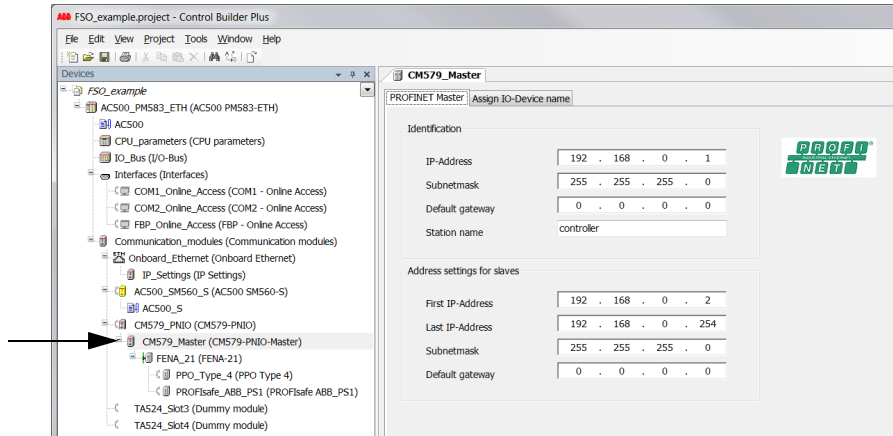 ABB FSO_example.project - Control Builder Plus
File Edit View Project Tools Window Help
Devices
FSO_example
AC500_PM583_ETH (AC500 PM583-ETH)
AC500
CPU_parameters (CPU parameters)
IO_Bus (I/O-Bus)
Interfaces (Interfaces)
COM1_Online_Access (COM1 - Online Access)
COM2_Online_Access (COM2 - Online Access)
FBP_Online_Access (FBP - Online Access)
Communication_modules (Communication modules)
Onboard_Ethernet (Onboard Ethernet)
IP_Settings (IP Settings)
AC500_SM560_S (AC500 SM560-S)
AC500_S
CM579_PNIO (CM579-PNIO)
CM579_Master (CM579-PNIO-Master)
FENA_21 (FENA-21)
PPO_Type_4 (PPO Type 4)
PROFIsafe_ABB_PS1 (PROFIsafe ABB_PS1)
TA524_Slot3 (Dummy module)
TA524_Slot4 (Dummy module)
CM579_Master
PROFINET Master Assign IO-Device name
Identification
IP-Address 192 . 168 . 0 . 1
Subnetmask 255 . 255 . 255 . 0
Default gateway 0 . 0 . 0 . 0
Station name controller
PROFI
INDUSTRIAL ETHERNET
NET
Address settings for slaves
First IP-Address 192 . 168 . 0 . 2
Last IP-Address 192 . 168 . 0 . 254
Subnetmask 255 . 255 . 255 . 0
Default gateway 0 . 0 . 0 . 0